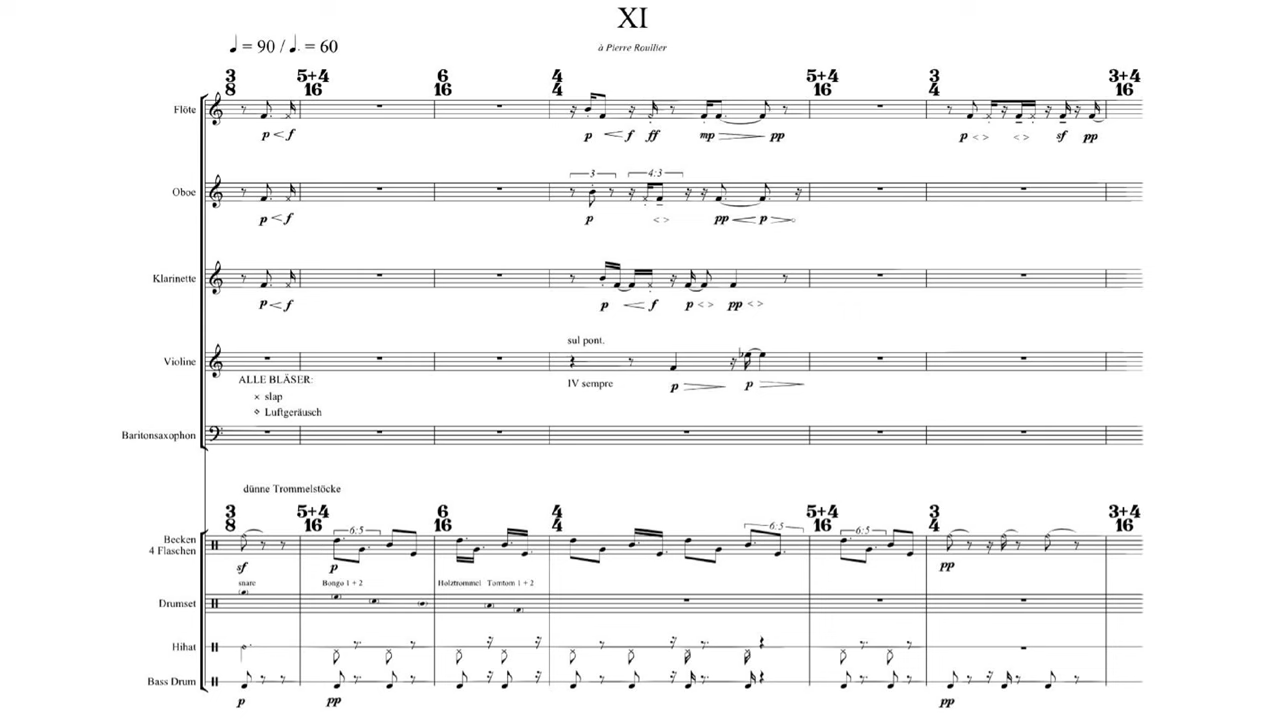 XI
à Pierre Roullier
♩ = 90 / ♩. = 60
3 5+4 6 4 5+4 3 3+4
8 16 16 4 16 4 16
Flöte
p < f p < f ff mp pp p < > < > sf pp
3 4:3
Oboe
p < f p < > pp p
Klarinette
p < f p < f p < > pp < >
sul pont.
Violine
ALLE BLÄSER: IV sempre p p
× slap
Luftgeräusch
Baritonsaxophon
dünne Trommelstöcke
3 5+4 6 4 5+4 3 3+4
8 16 16 4 16 4 16
6:5 6:5 6:5
Becken
4 Flaschen
sf p pp
snare Bongo 1 + 2 Holztrommel Tomtom 1 + 2
Drumset
Hihat
Bass Drum
p pp pp